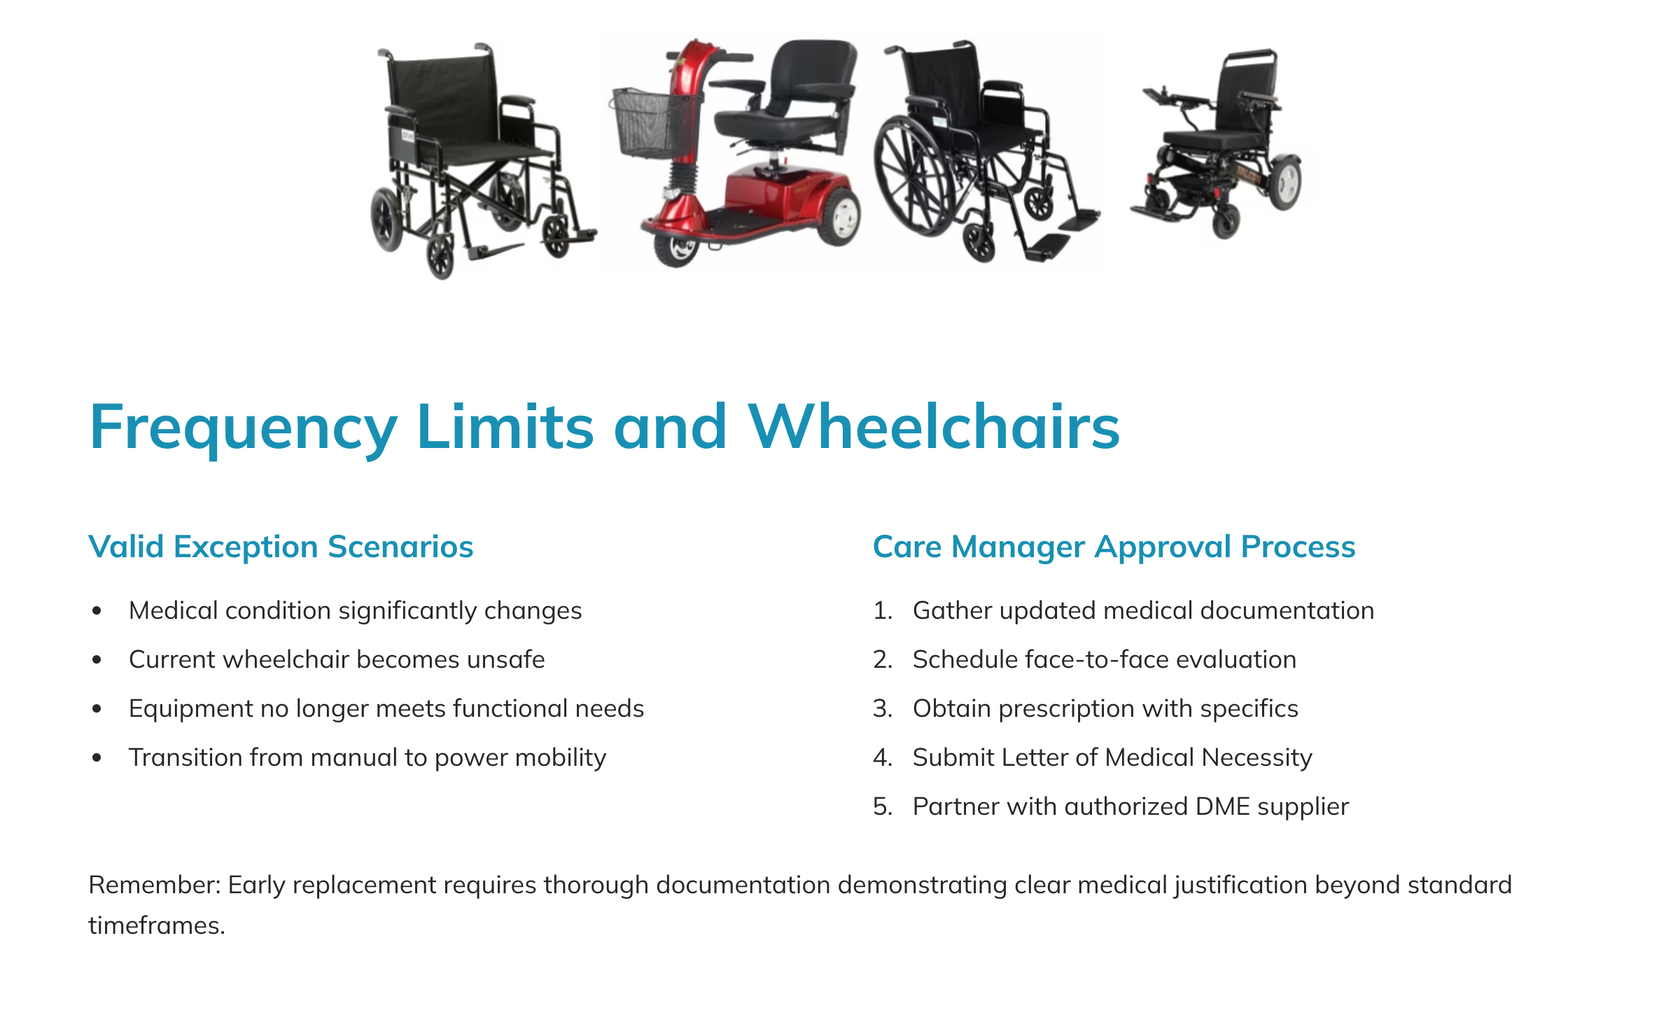 Frequency Limits and Wheelchairs
Valid Exception Scenarios
• Medical condition significantly changes
• Current wheelchair becomes unsafe
• Equipment no longer meets functional needs
• Transition from manual to power mobility
Care Manager Approval Process
1. Gather updated medical documentation
2. Schedule face-to-face evaluation
3. Obtain prescription with specifics
4. Submit Letter of Medical Necessity
5. Partner with authorized DME supplier
Remember: Early replacement requires thorough documentation demonstrating clear medical justification beyond standard
timeframes.